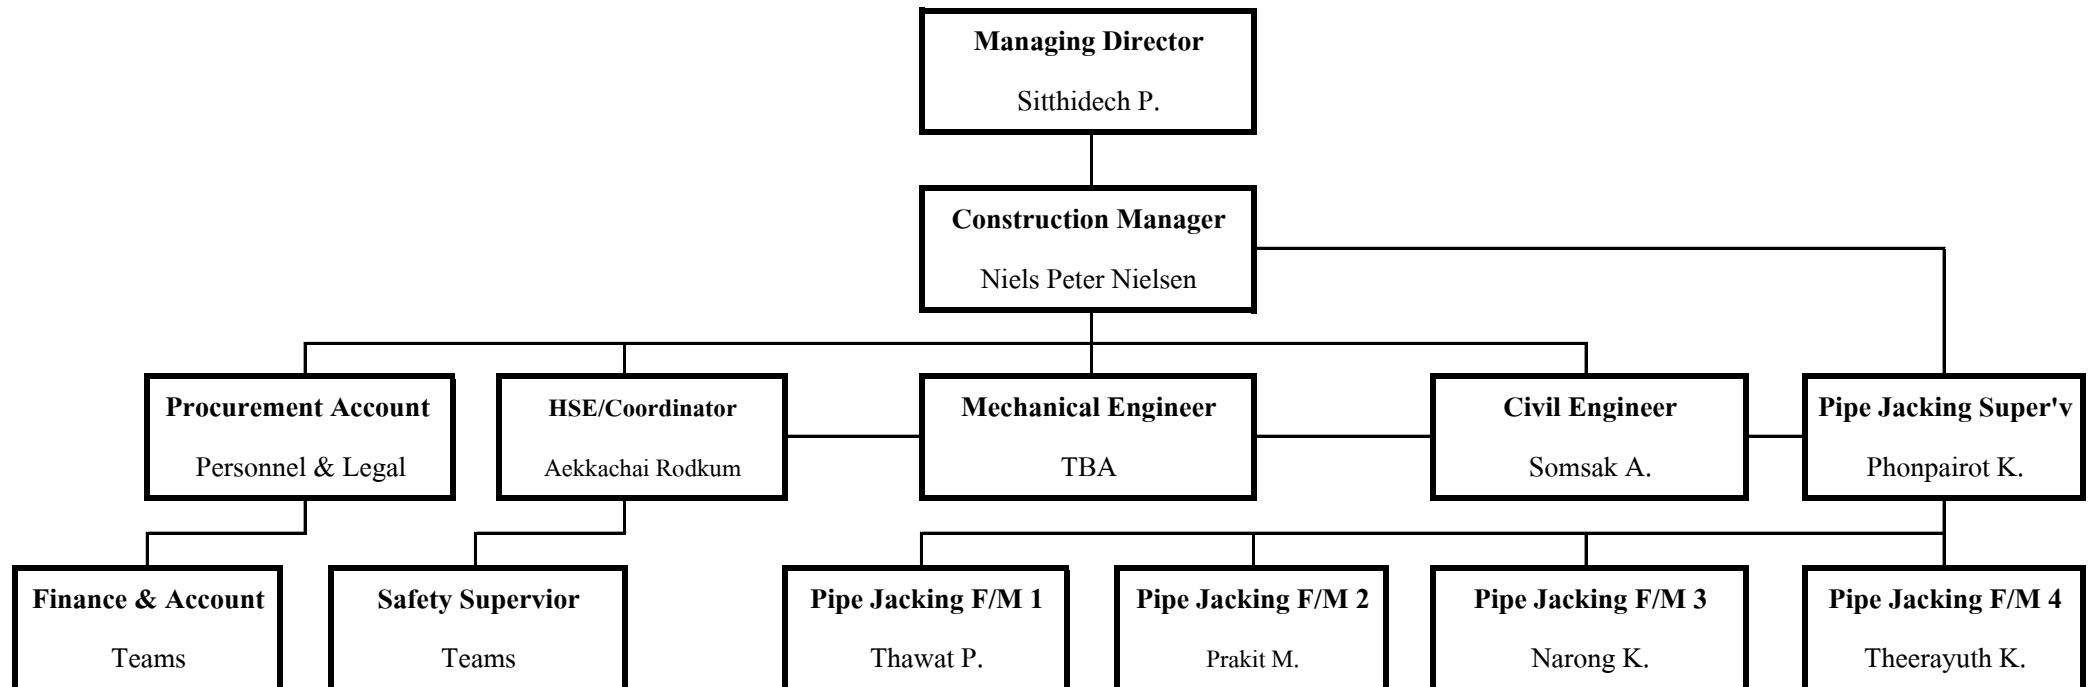 Managing Director
Sitthidech P.
Construction Manager
Niels Peter Nielsen
Procurement Account
Personnel & Legal
HSE/Coordinator
Aekkachai Rodkum
Mechanical Engineer
TBA
Civil Engineer
Somsak A.
Pipe Jacking Super'v
Phonpairot K.
Finance & Account
Teams
Safety Supervior
Teams
Pipe Jacking F/M 1
Thawat P.
Pipe Jacking F/M 2
Prakit M.
Pipe Jacking F/M 3
Narong K.
Pipe Jacking F/M 4
Theerayuth K.